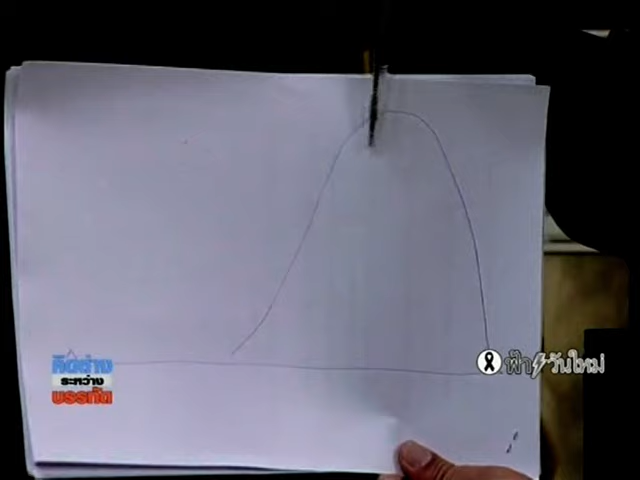 คิดต่าง
ระหว่าง
บรรทัด
ฟ้าวันใหม่